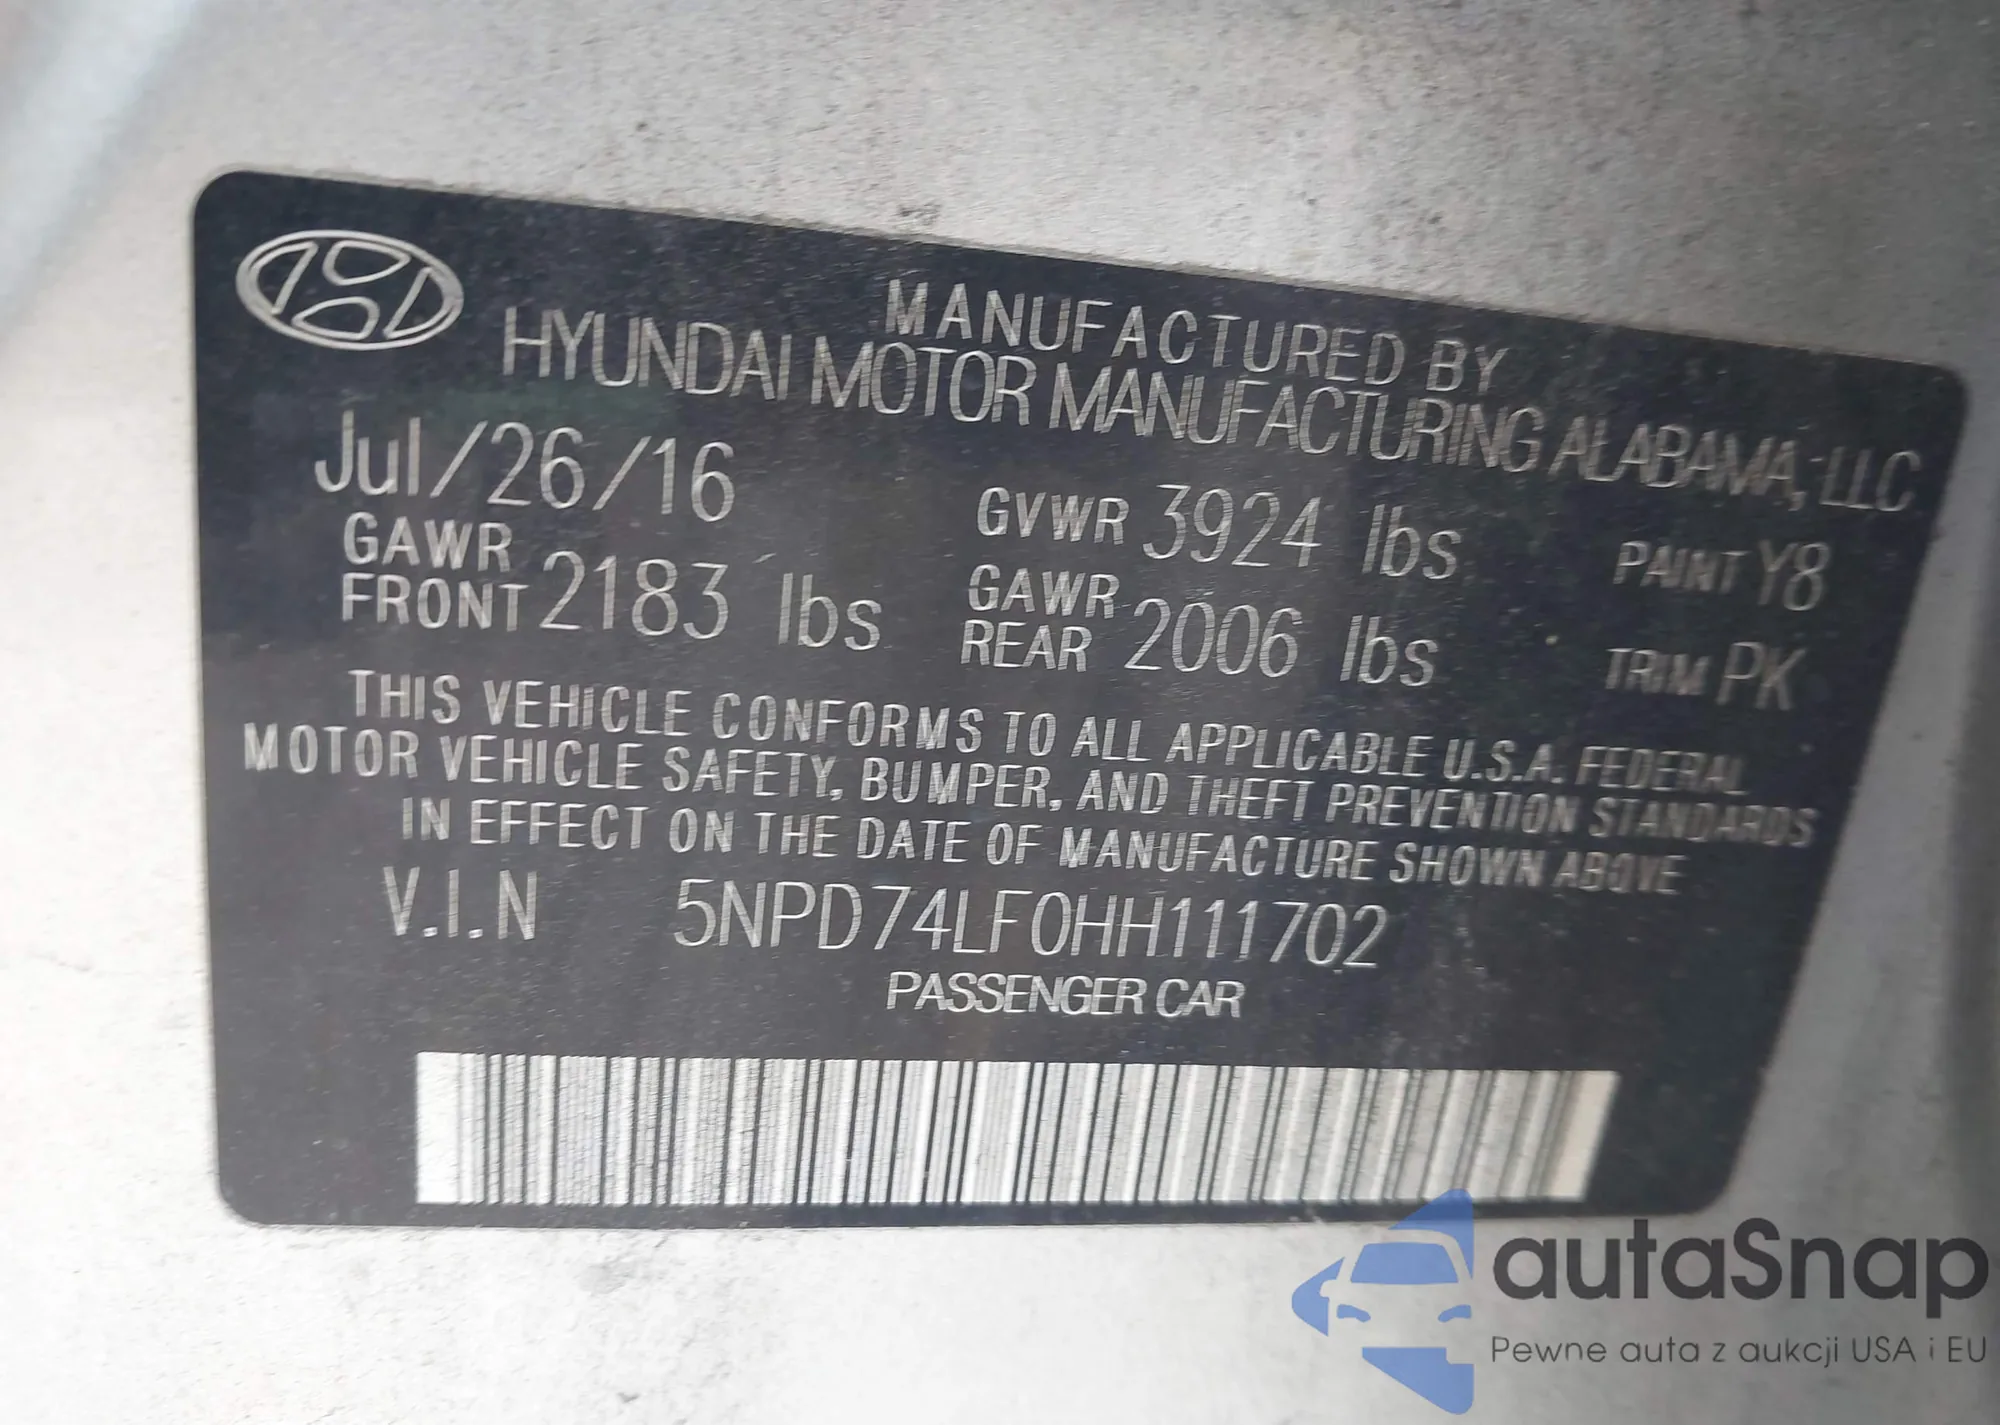 MANUFACTURED BY
HYUNDAI MOTOR MANUFACTURING ALABAMA, LLC
Jul/26/16 GVWR 3924 lbs PAINT Y8
GAWR FRONT 2183 lbs GAWR REAR 2006 lbs TRIM PK
THIS VEHICLE CONFORMS TO ALL APPLICABLE U.S.A. FEDERAL
MOTOR VEHICLE SAFETY, BUMPER, AND THEFT PREVENTION STANDARDS
IN EFFECT ON THE DATE OF MANUFACTURE SHOWN ABOVE
V.I.N 5NPD74LF0HH111702
PASSENGER CAR
autaSnap
Pewne auta z aukcji USA i EU